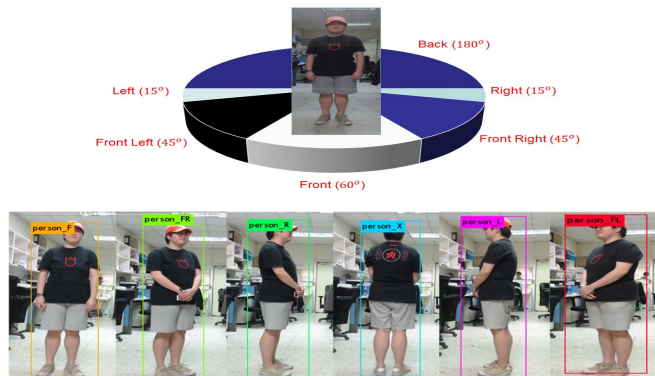 Back (180°)
Left (15°)
Right (15°)
Front Left (45°)
Front Right (45°)
Front (60°)
person_F
person_FR
person_R
person_X
person_L
person_FL